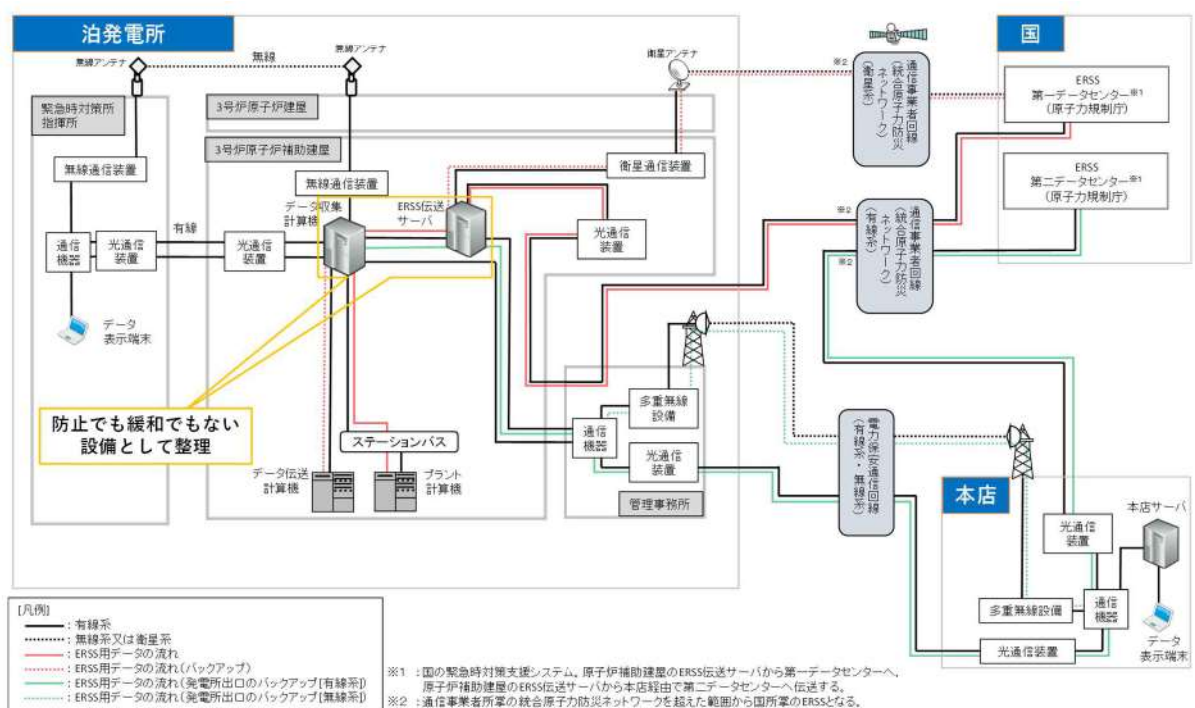 泊発電所
無線アンテナ
無線
無線アンテナ
衛星アンテナ
緊急時対策所
指揮所
3号炉原子炉建屋
3号炉原子炉補助建屋
無線通信装置
無線通信装置
衛星通信装置
データ収集
計算機
ERSS伝送
サーバ
有線
通信
機器
光通信
装置
光通信
装置
光通信
装置
データ
表示端末
防止でも緩和でもない
設備として整理
ステーションバス
データ伝送
計算機
プラント
計算機
多重無線
設備
通信
機器
光通信
装置
管理事務所
※2
通信事業者回線
(統合原子力防災
ネットワーク)
(衛星系)
※2
※2
通信事業者回線
(統合原子力防災
ネットワーク)
(有線系)
電力保安通信回線
(有線系・無線系)
国
ERSS
第一データセンター※1
(原子力規制庁)
ERSS
第二データセンター※1
(原子力規制庁)
本店
本店サーバ
光通信
装置
多重無線設備
通信
機器
光通信装置
データ
表示端末
[凡例]
:有線系
:無線系又は衛星系
:ERSS用データの流れ
:ERSS用データの流れ(バックアップ)
:ERSS用データの流れ(発電所出口のバックアップ[有線系])
:ERSS用データの流れ(発電所出口のバックアップ[無線系])
※1 :国の緊急時対策支援システム。原子炉補助建屋のERSS伝送サーバから第一データセンターへ、
原子炉補助建屋のERSS伝送サーバから本店経由で第二データセンターへ伝送する。
※2 :通信事業者所掌の統合原子力防災ネットワークを超えた範囲から国所掌のERSSとなる。